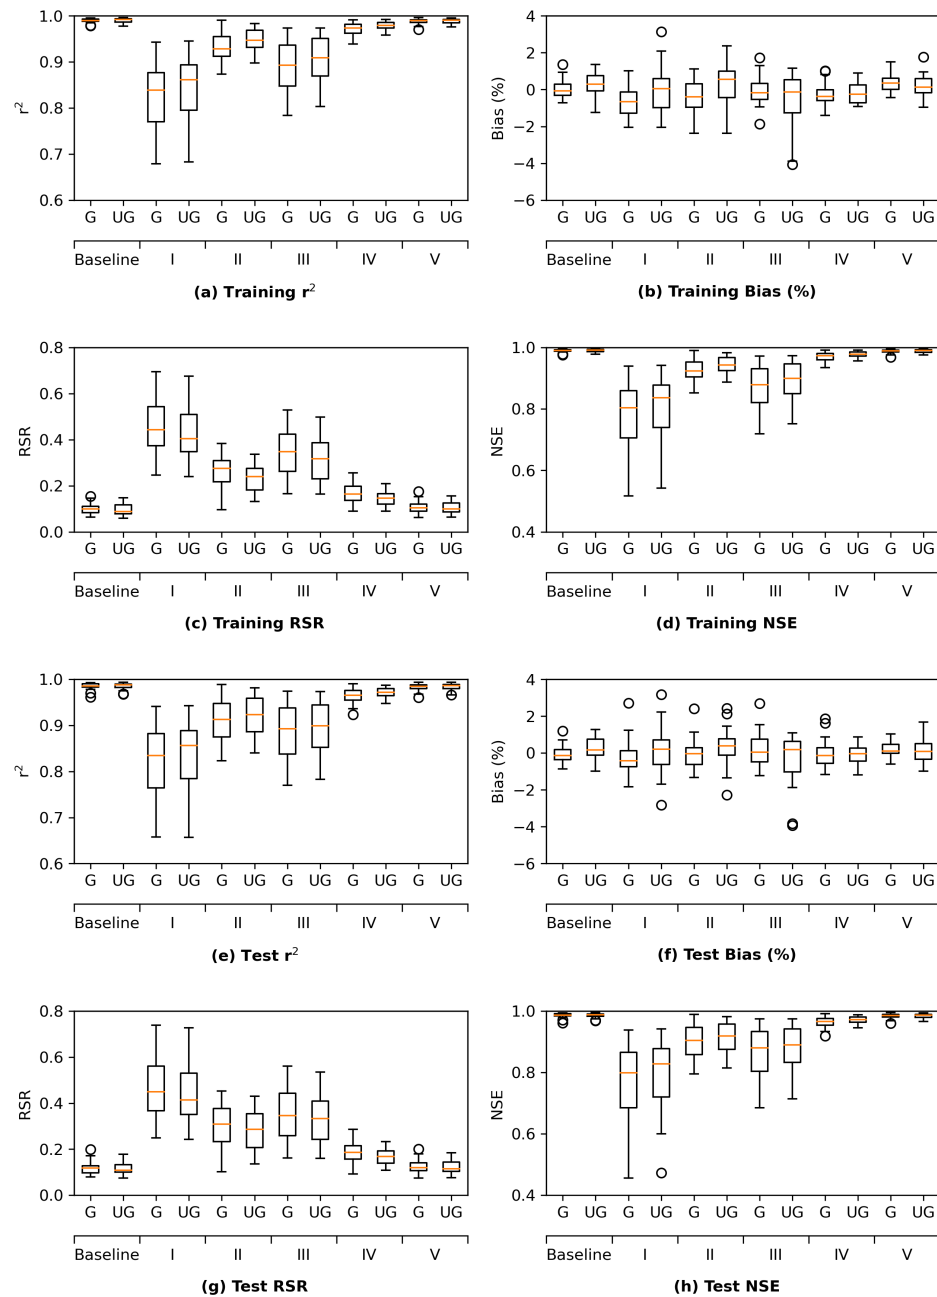 1.0
0.9
0.8
0.7
0.6
r²
G UG G UG G UG G UG G UG G UG
Baseline I II III IV V
(a) Training r²
4
2
0
−2
−4
−6
Bias (%)
G UG G UG G UG G UG G UG G UG
Baseline I II III IV V
(b) Training Bias (%)
0.8
0.6
0.4
0.2
0.0
RSR
G UG G UG G UG G UG G UG G UG
Baseline I II III IV V
(c) Training RSR
1.0
0.8
0.6
0.4
NSE
G UG G UG G UG G UG G UG G UG
Baseline I II III IV V
(d) Training NSE
1.0
0.9
0.8
0.7
0.6
r²
G UG G UG G UG G UG G UG G UG
Baseline I II III IV V
(e) Test r²
4
2
0
−2
−4
−6
Bias (%)
G UG G UG G UG G UG G UG G UG
Baseline I II III IV V
(f) Test Bias (%)
0.8
0.6
0.4
0.2
0.0
RSR
G UG G UG G UG G UG G UG G UG
Baseline I II III IV V
(g) Test RSR
1.0
0.8
0.6
0.4
NSE
G UG G UG G UG G UG G UG G UG
Baseline I II III IV V
(h) Test NSE